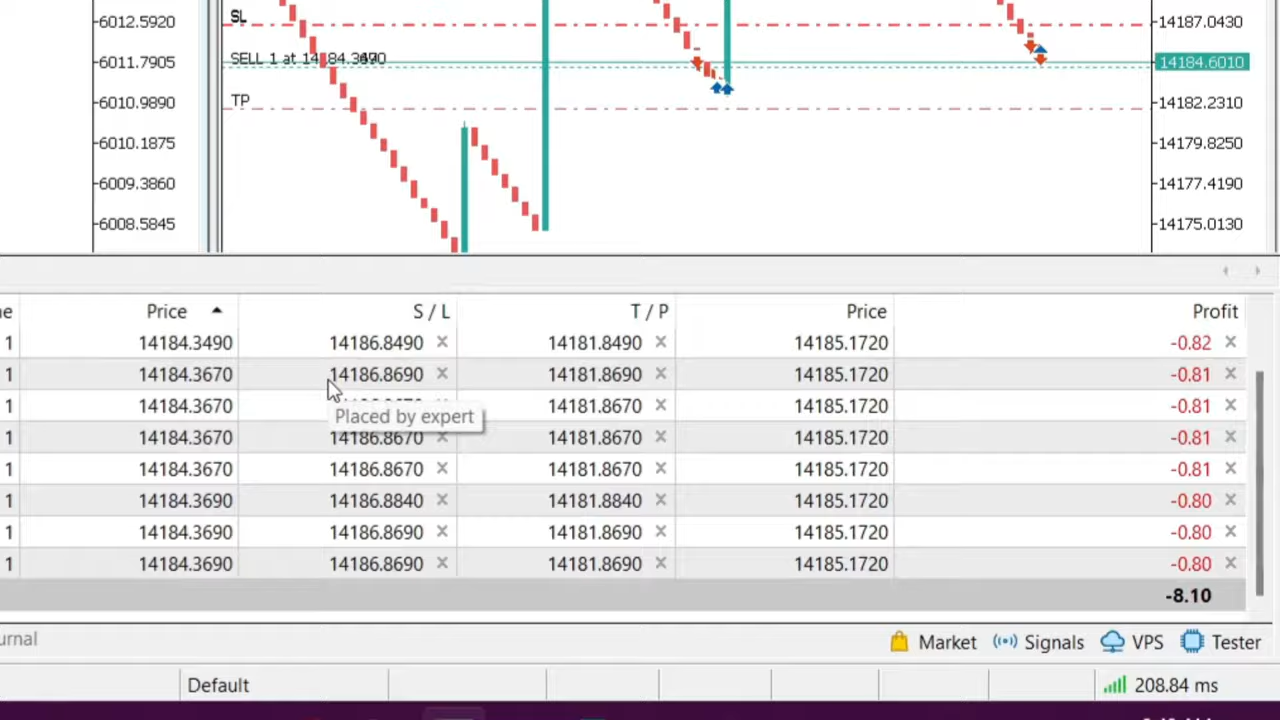 6012.5920
6011.7905
6010.9890
6010.1875
6009.3860
6008.5845
SL
SELL 1 at 14184.3490
TP
14187.0430
14184.6010
14182.2310
14179.8250
14177.4190
14175.0130
Price S / L T / P Price Profit
1 14184.3490 14186.8490 14181.8490 14185.1720 -0.82
1 14184.3670 14186.8690 14181.8690 14185.1720 -0.81
1 14184.3670 14181.8670 14185.1720 -0.81
Placed by expert
1 14184.3670 14186.8670 14181.8670 14185.1720 -0.81
1 14184.3670 14186.8670 14181.8670 14185.1720 -0.81
1 14184.3690 14186.8840 14181.8840 14185.1720 -0.80
1 14184.3690 14186.8690 14181.8690 14185.1720 -0.80
1 14184.3690 14186.8690 14181.8690 14185.1720 -0.80
-8.10
urnal Market Signals VPS Tester
Default 208.84 ms